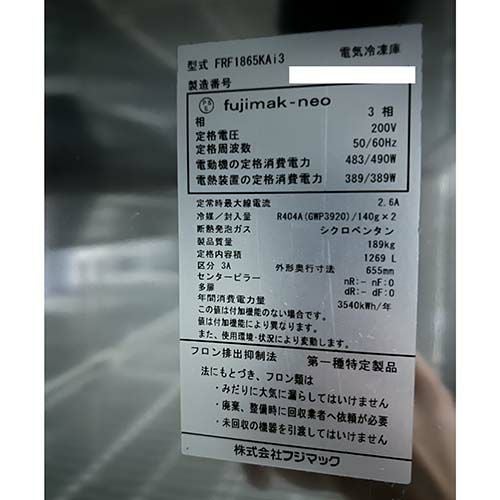 型式 FRF1865KAi3 電気冷凍庫
製造番号
fujimak-neo
相 3 相
定格電圧 200V
定格周波数 50/60Hz
電動機の定格消費電力 483/490W
電熱装置の定格消費電力 389/389W
定常時最大線電流 2.6A
冷媒/封入量 R404A(GWP3920)/140g×2
断熱発泡ガス シクロペンタン
製品質量 189kg
定格内容積 1269 L
区分 3A 外形奥行寸法 655mm
センターピラー nR:- nF:0
多扉 dR:- dF:0
年間消費電力量 3540kWh/年
この値は付加機能のない場合です。
値は付加機能により異なります。
また、使用環境・状況により変動します。
フロン排出抑制法 第一種特定製品
法にもとづき、フロン類は
・みだりに大気に漏らしてはいけません
・廃棄、整備時に回収業者へ依頼が必要
・未回収の機器を引渡してはいけません
株式会社フジマック